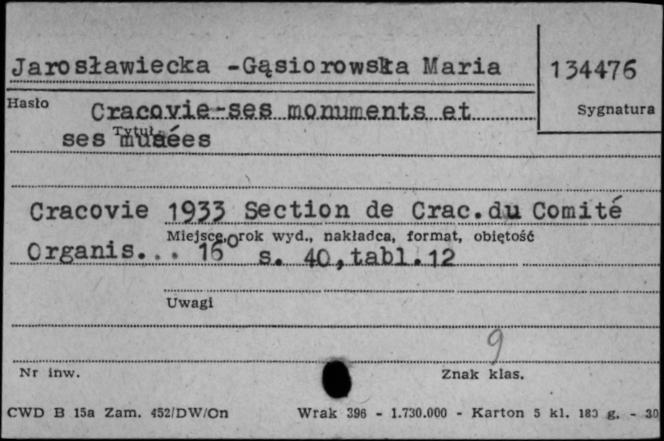 Jarosławiecka -Gąsiorowska Maria
134476
Hasło
Sygnatura
Cracovie-ses monuments et
Tytuł
ses musées
Cracovie 1933 Section de Crac.du Comité
Miejsce, rok wyd., nakładca, format, objętość
Organis... 16° s. 40,tabl.12
Uwagi
9
Nr inw.
Znak klas.
CWD B 15a Zam. 452/DW/On Wrak 396 - 1.730.000 - Karton 5 kl. 180 g. - 30